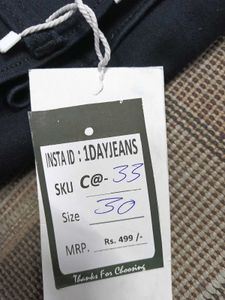 INSTA ID : 1DAYJEANS
SKU C@- 33
Size 30
MRP. Rs. 499 /-
Thanks For Choosing